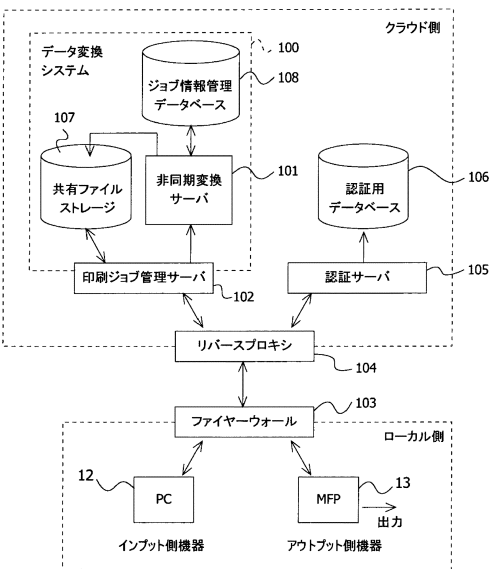 クラウド側
データ変換
システム
100
ジョブ情報管理
データベース
108
107
共有ファイル
ストレージ
非同期変換
サーバ
101
認証用
データベース
106
印刷ジョブ管理サーバ
102
認証サーバ
105
リバースプロキシ
104
ファイヤーウォール
103
ローカル側
12
PC
インプット側機器
MFP
13
出力
アウトプット側機器